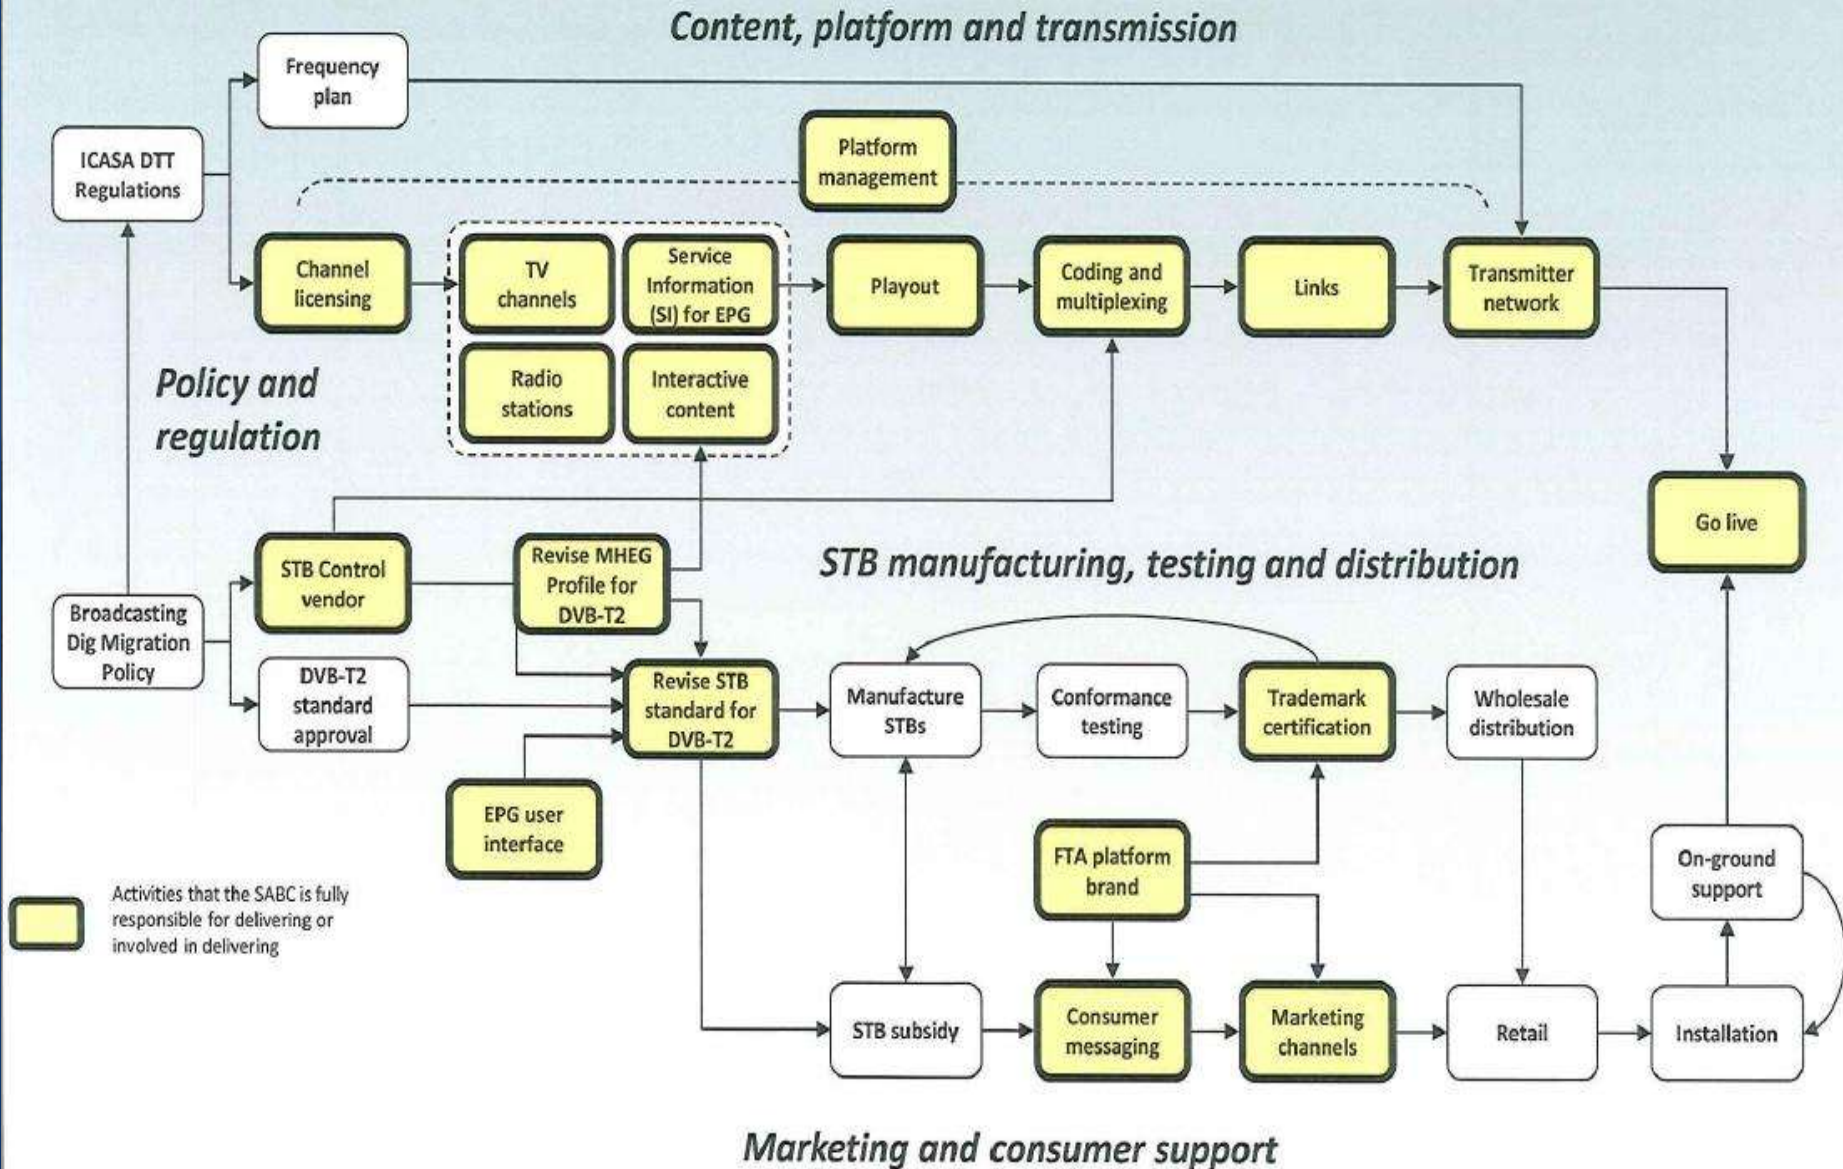 Content, platform and transmission
Frequency
plan
Platform
management
ICASA DTT
Regulations
Channel
licensing
TV
channels
Service
Information
(SI) for EPG
Playout
Coding and
multiplexing
Links
Transmitter
network
Radio
stations
Interactive
content
Policy and
regulation
Go live
STB Control
vendor
Revise MHEG
Profile for
DVB-T2
STB manufacturing, testing and distribution
Broadcasting
Dig Migration
Policy
DVB-T2
standard
approval
Revise STB
standard for
DVB-T2
Manufacture
STBs
Conformance
testing
Trademark
certification
Wholesale
distribution
EPG user
interface
FTA platform
brand
On-ground
support
Activities that the SABC is fully
responsible for delivering or
involved in delivering
STB subsidy
Consumer
messaging
Marketing
channels
Retail
Installation
Marketing and consumer support